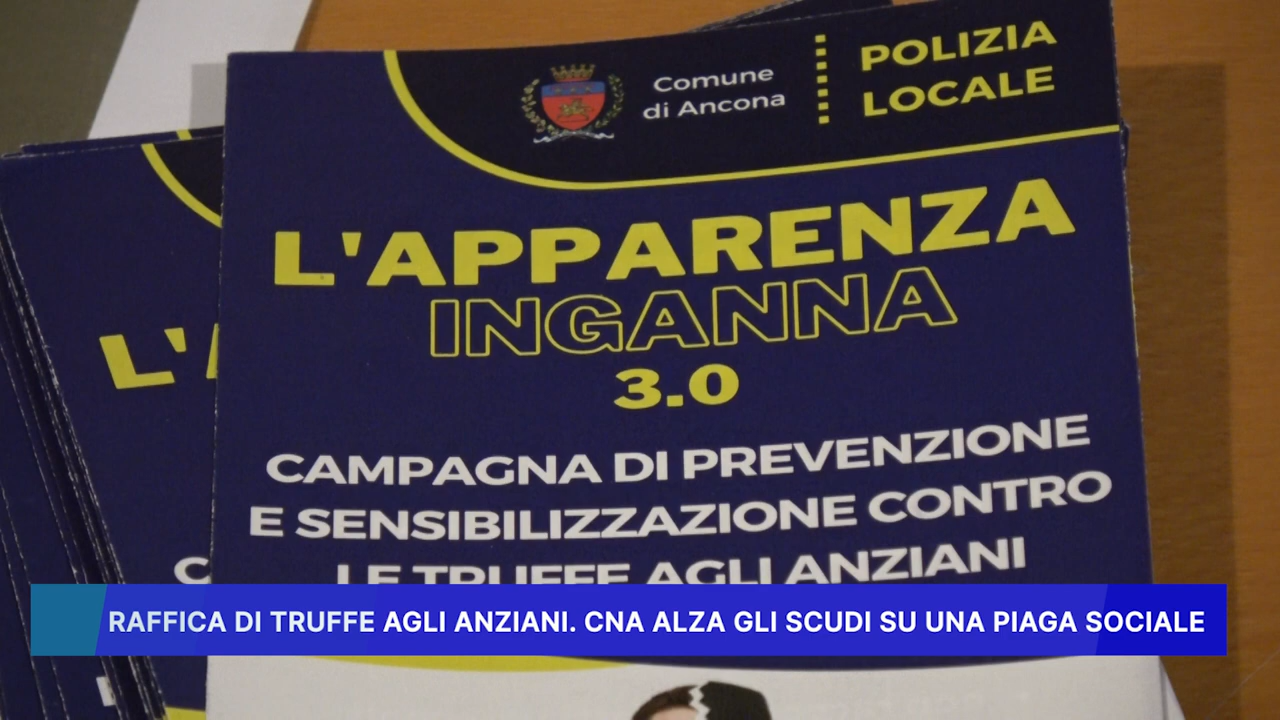 Comune
di Ancona
POLIZIA
LOCALE
L'APPARENZA
INGANNA
3.0
CAMPAGNA DI PREVENZIONE
E SENSIBILIZZAZIONE CONTRO
LE TRUFFE AGLI ANZIANI
L'
C
RAFFICA DI TRUFFE AGLI ANZIANI. CNA ALZA GLI SCUDI SU UNA PIAGA SOCIALE